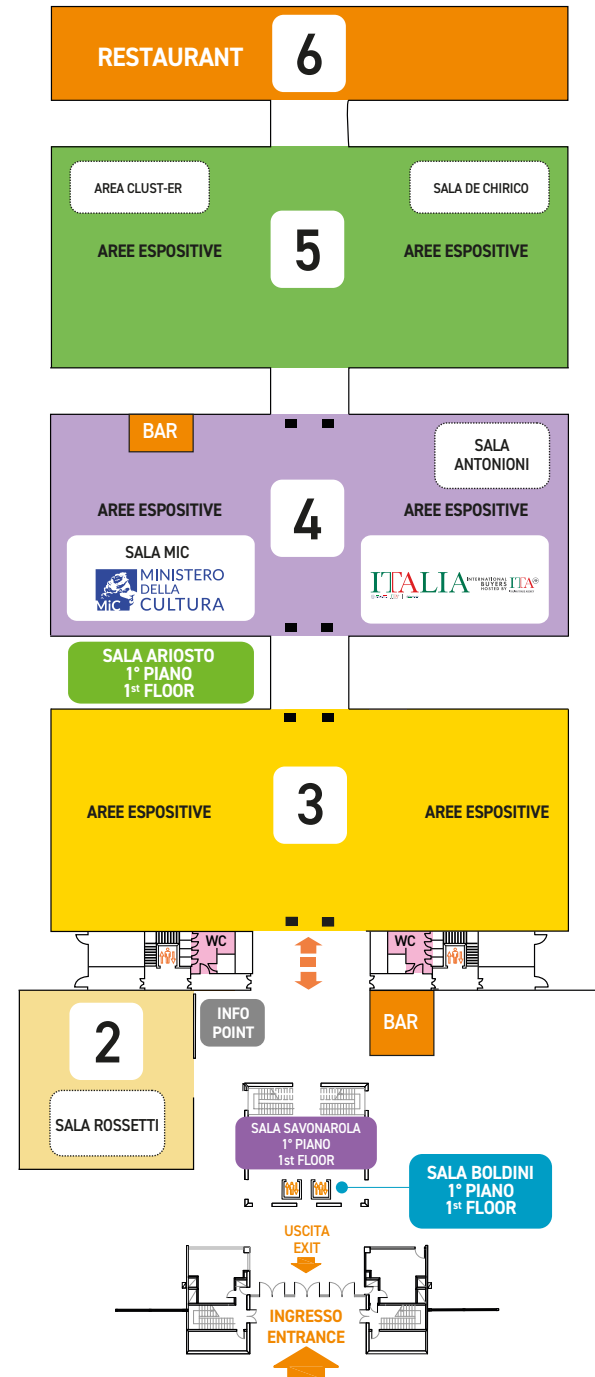 RESTAURANT
6
AREA CLUST-ER
SALA DE CHIRICO
AREE ESPOSITIVE
5
AREE ESPOSITIVE
BAR
SALA
ANTONIONI
AREE ESPOSITIVE
4
AREE ESPOSITIVE
SALA MIC
MiC
MINISTERO
DELLA
CULTURA
ITALIA
INTERNATIONAL
BUYERS
HOSTED BY
ITA
SALA ARIOSTO
1° PIANO
1st FLOOR
3
AREE ESPOSITIVE
AREE ESPOSITIVE
WC
WC
2
INFO
POINT
BAR
SALA ROSSETTI
SALA SAVONAROLA
1° PIANO
1st FLOOR
SALA BOLDINI
1° PIANO
1st FLOOR
USCITA
EXIT
INGRESSO
ENTRANCE